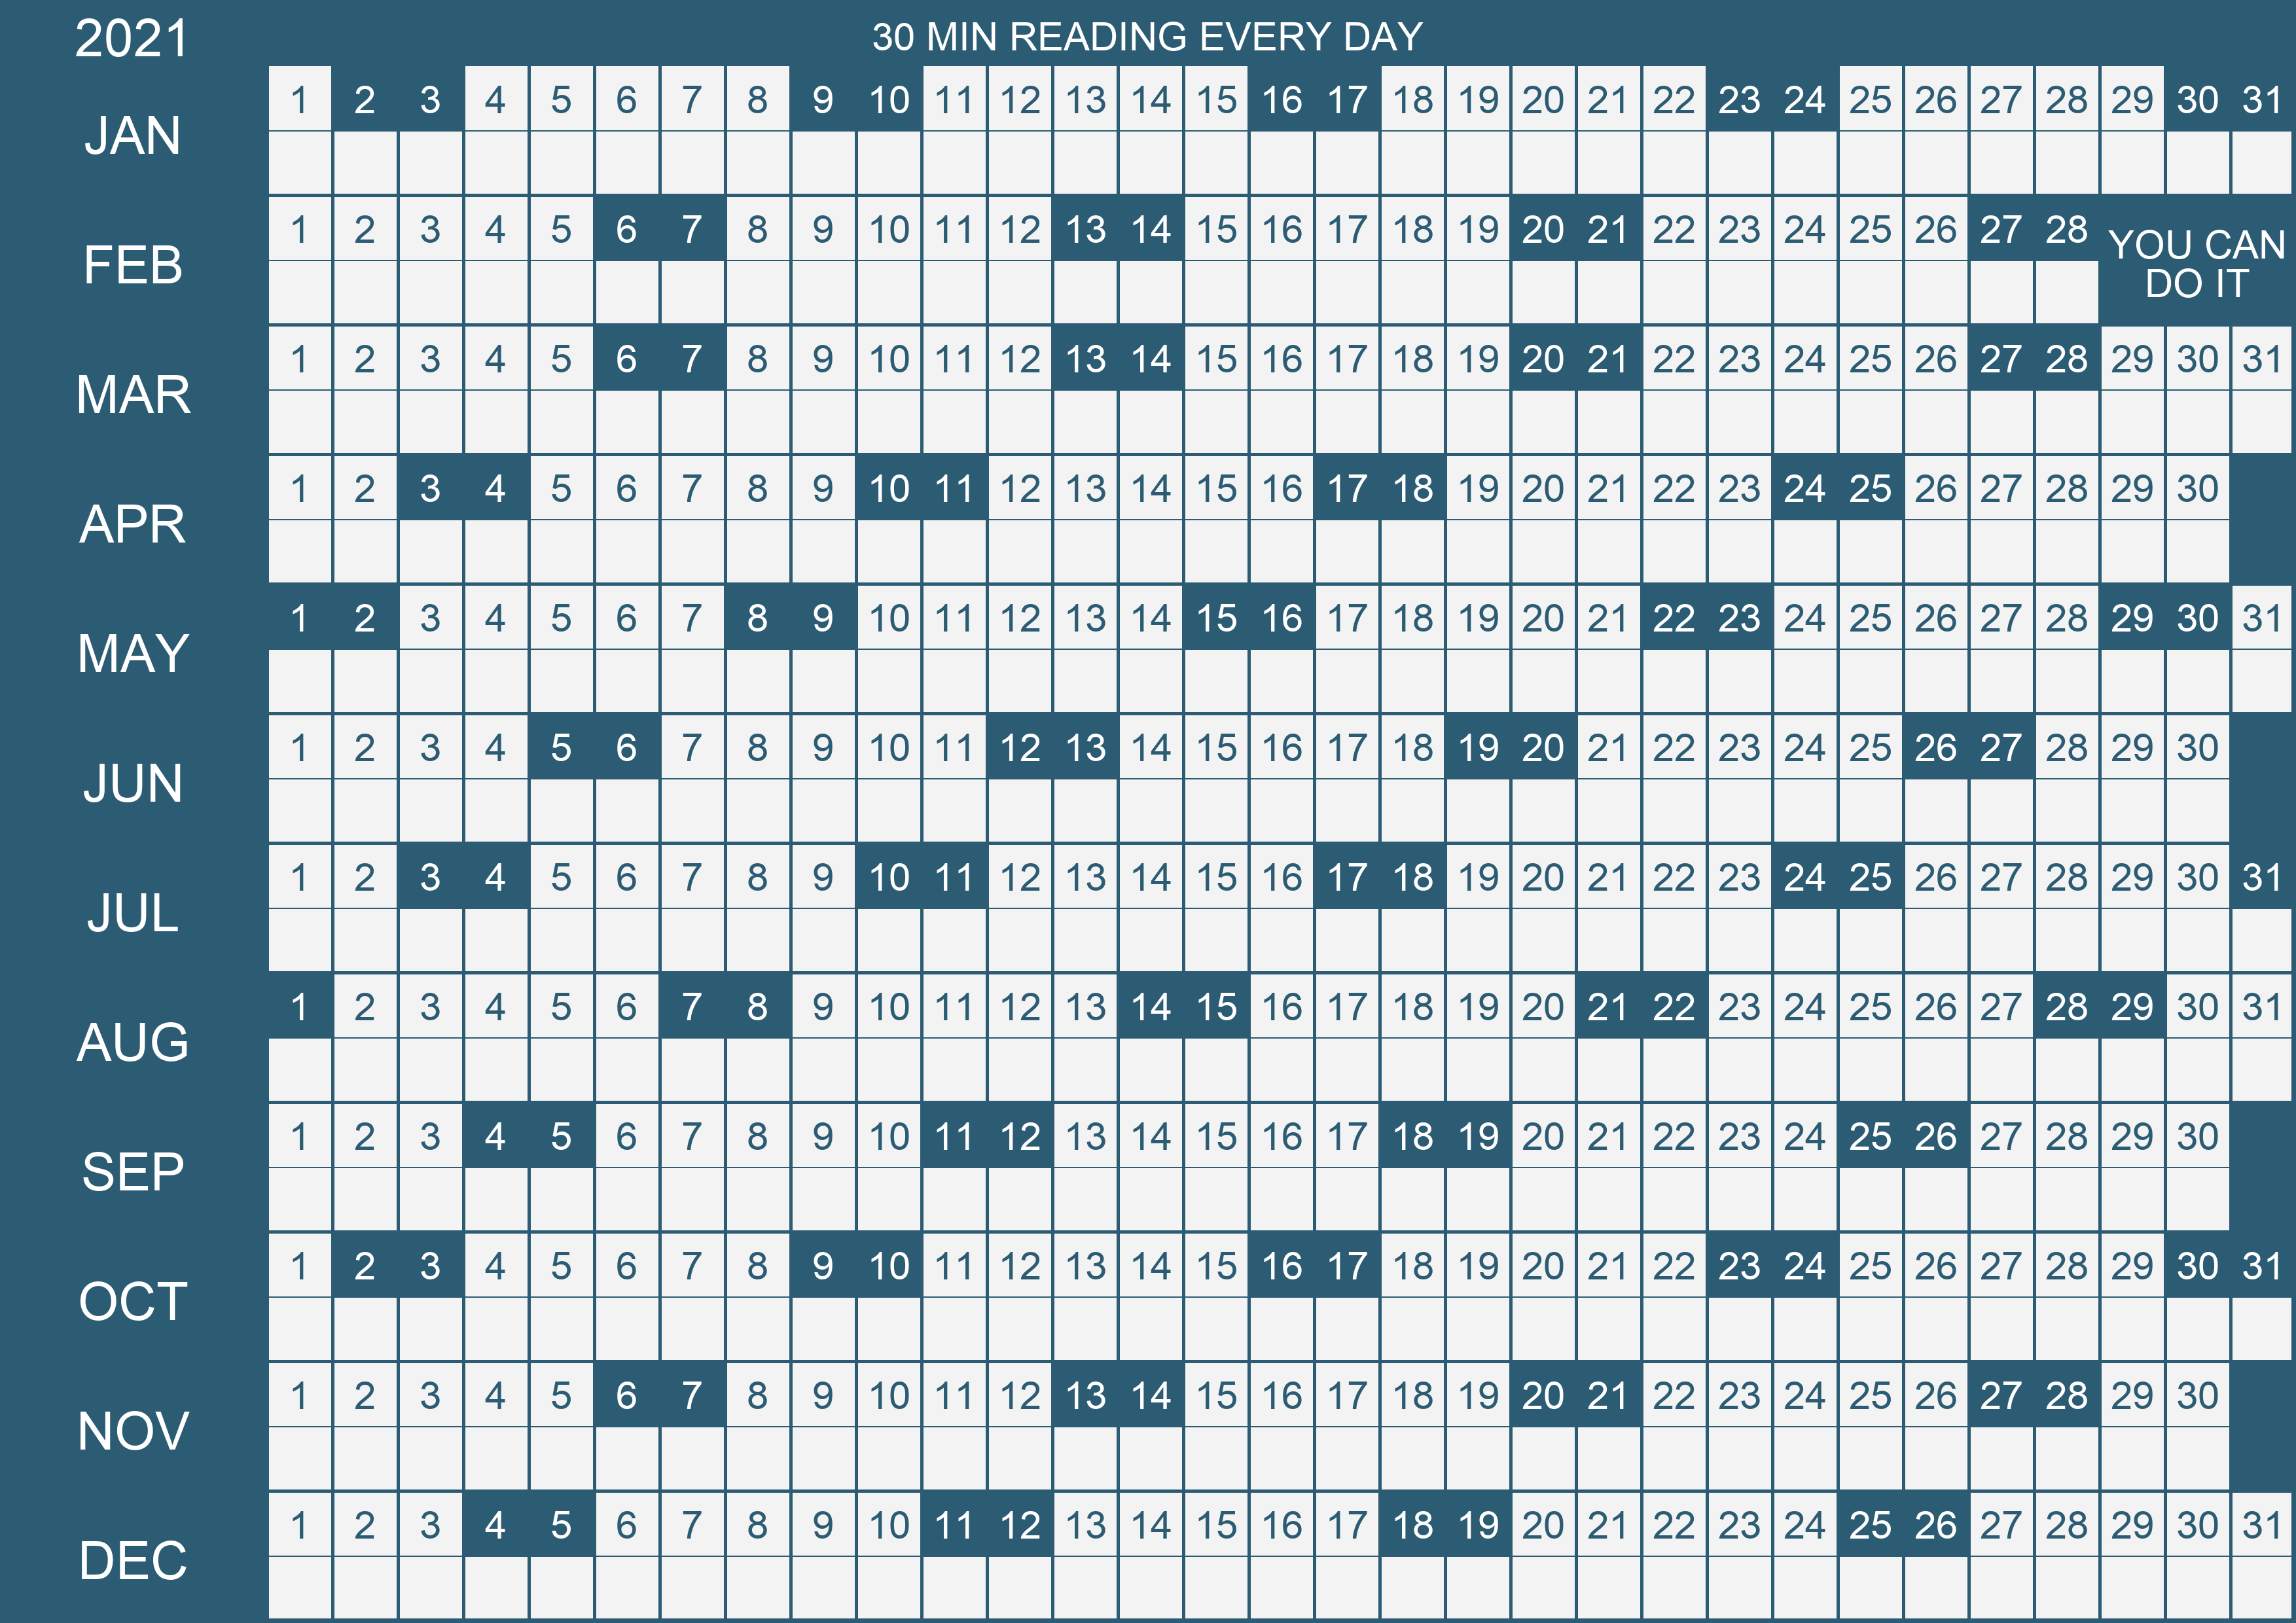 2021 30 MIN READING EVERY DAY
JAN 1 2 3 4 5 6 7 8 9 10 11 12 13 14 15 16 17 18 19 20 21 22 23 24 25 26 27 28 29 30 31
FEB 1 2 3 4 5 6 7 8 9 10 11 12 13 14 15 16 17 18 19 20 21 22 23 24 25 26 27 28 YOU CAN
DO IT
MAR 1 2 3 4 5 6 7 8 9 10 11 12 13 14 15 16 17 18 19 20 21 22 23 24 25 26 27 28 29 30 31
APR 1 2 3 4 5 6 7 8 9 10 11 12 13 14 15 16 17 18 19 20 21 22 23 24 25 26 27 28 29 30
MAY 1 2 3 4 5 6 7 8 9 10 11 12 13 14 15 16 17 18 19 20 21 22 23 24 25 26 27 28 29 30 31
JUN 1 2 3 4 5 6 7 8 9 10 11 12 13 14 15 16 17 18 19 20 21 22 23 24 25 26 27 28 29 30
JUL 1 2 3 4 5 6 7 8 9 10 11 12 13 14 15 16 17 18 19 20 21 22 23 24 25 26 27 28 29 30 31
AUG 1 2 3 4 5 6 7 8 9 10 11 12 13 14 15 16 17 18 19 20 21 22 23 24 25 26 27 28 29 30 31
SEP 1 2 3 4 5 6 7 8 9 10 11 12 13 14 15 16 17 18 19 20 21 22 23 24 25 26 27 28 29 30
OCT 1 2 3 4 5 6 7 8 9 10 11 12 13 14 15 16 17 18 19 20 21 22 23 24 25 26 27 28 29 30 31
NOV 1 2 3 4 5 6 7 8 9 10 11 12 13 14 15 16 17 18 19 20 21 22 23 24 25 26 27 28 29 30
DEC 1 2 3 4 5 6 7 8 9 10 11 12 13 14 15 16 17 18 19 20 21 22 23 24 25 26 27 28 29 30 31